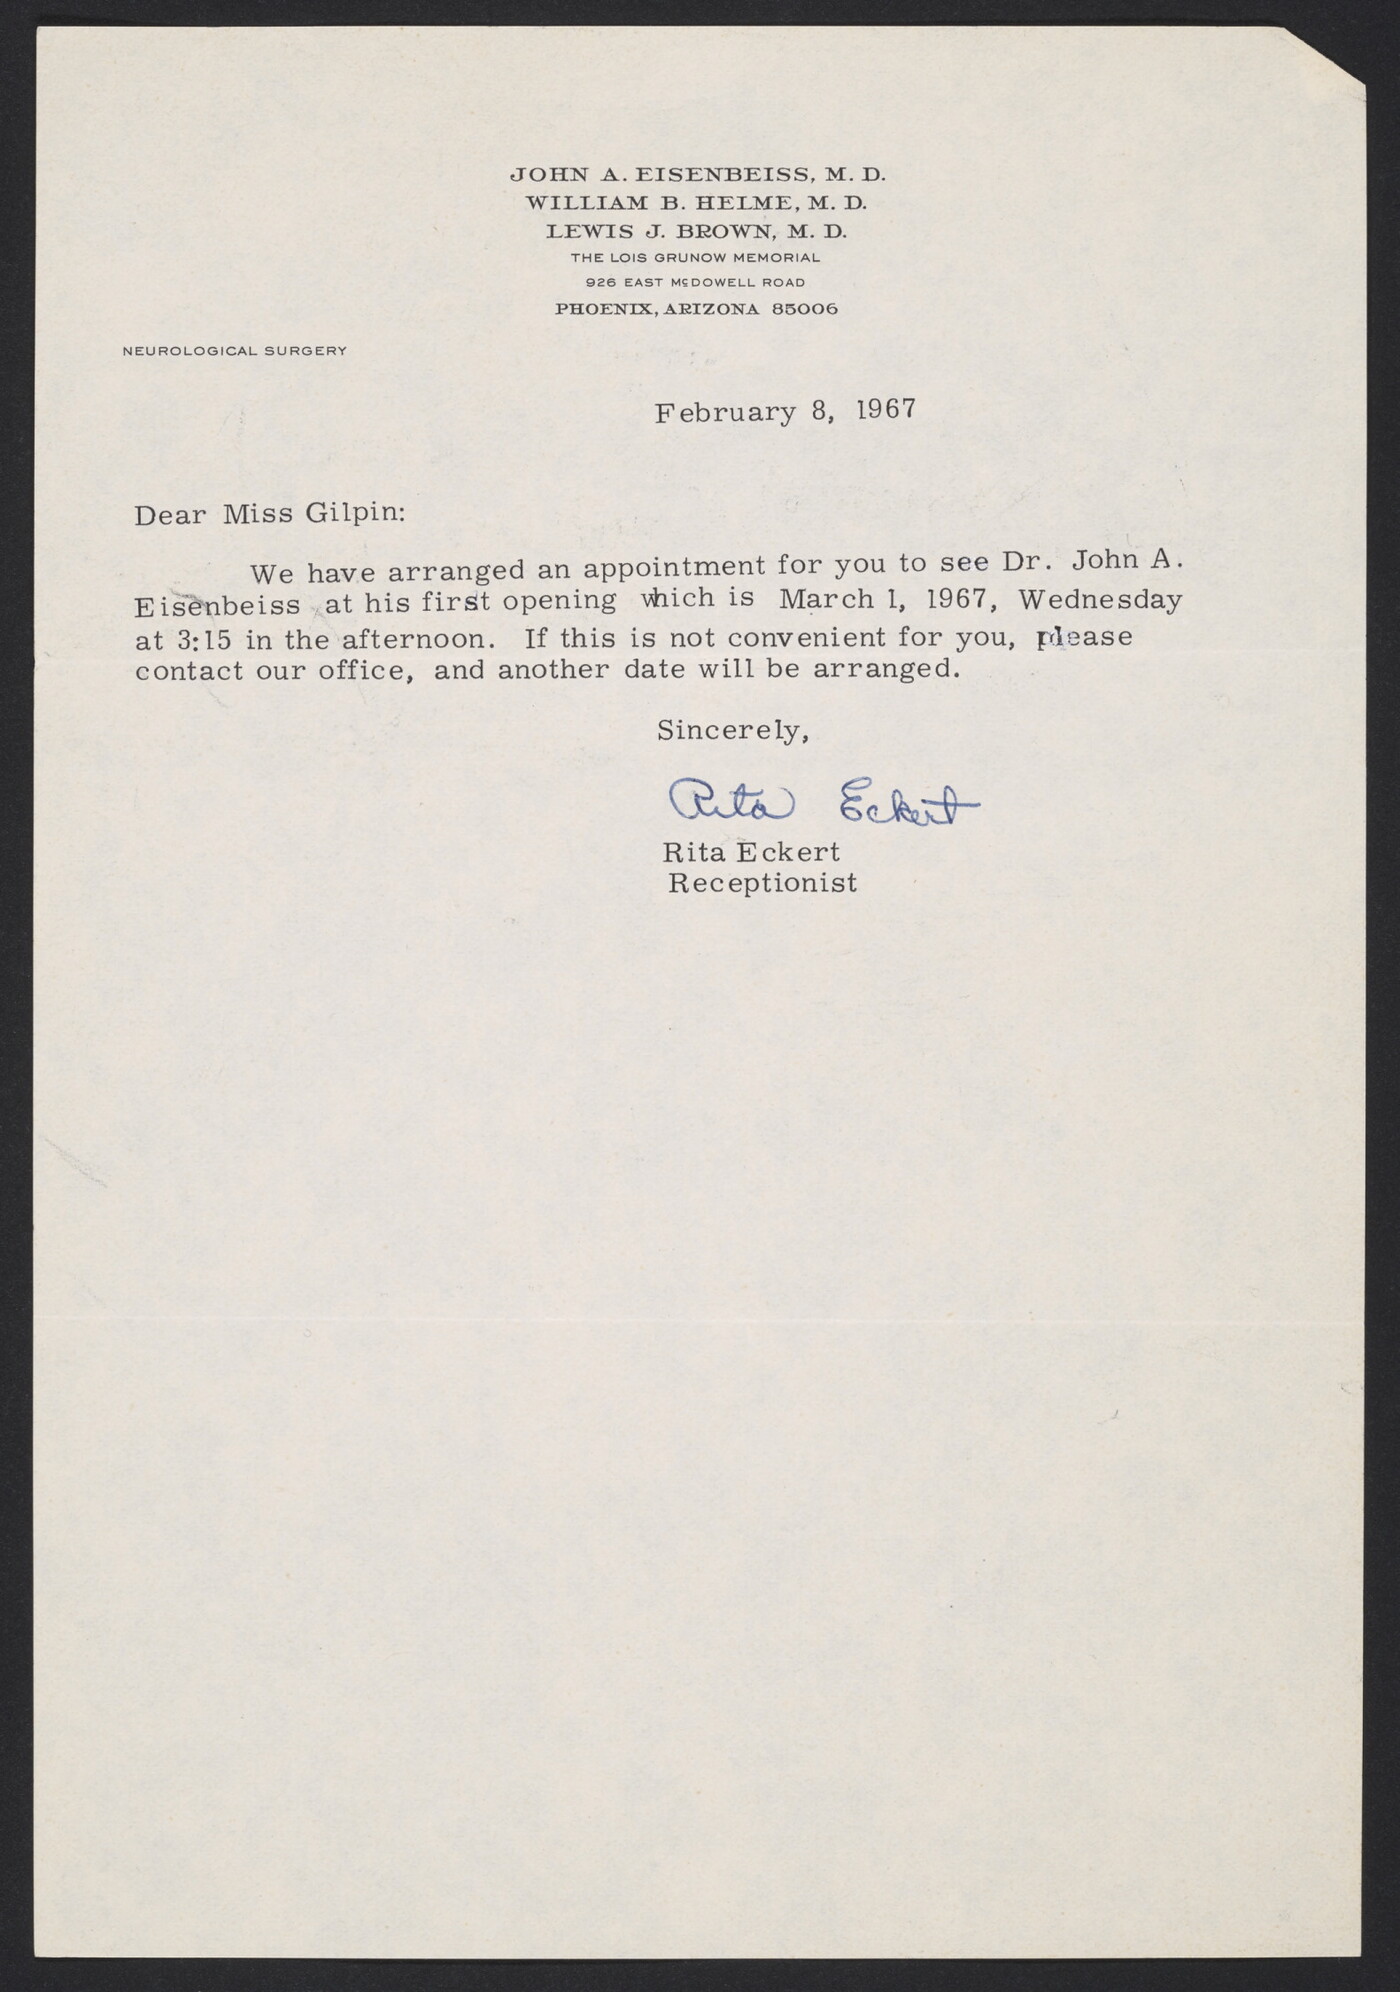 JOHN A. EISENBEISS, M. D.
WILLIAM B. HELME, M. D.
LEWIS J. BROWN, M. D.
THE LOIS GRUNOW MEMORIAL
926 EAST McDOWELL ROAD
PHOENIX, ARIZONA 85006
NEUROLOGICAL SURGERY
February 8, 1967
Dear Miss Gilpin:
We have arranged an appointment for you to see Dr. John A.
Eisenbeiss at his first opening which is March 1, 1967, Wednesday
at 3:15 in the afternoon. If this is not convenient for you, please
contact our office, and another date will be arranged.
Sincerely,
Rita Eckert
Rita Eckert
Receptionist